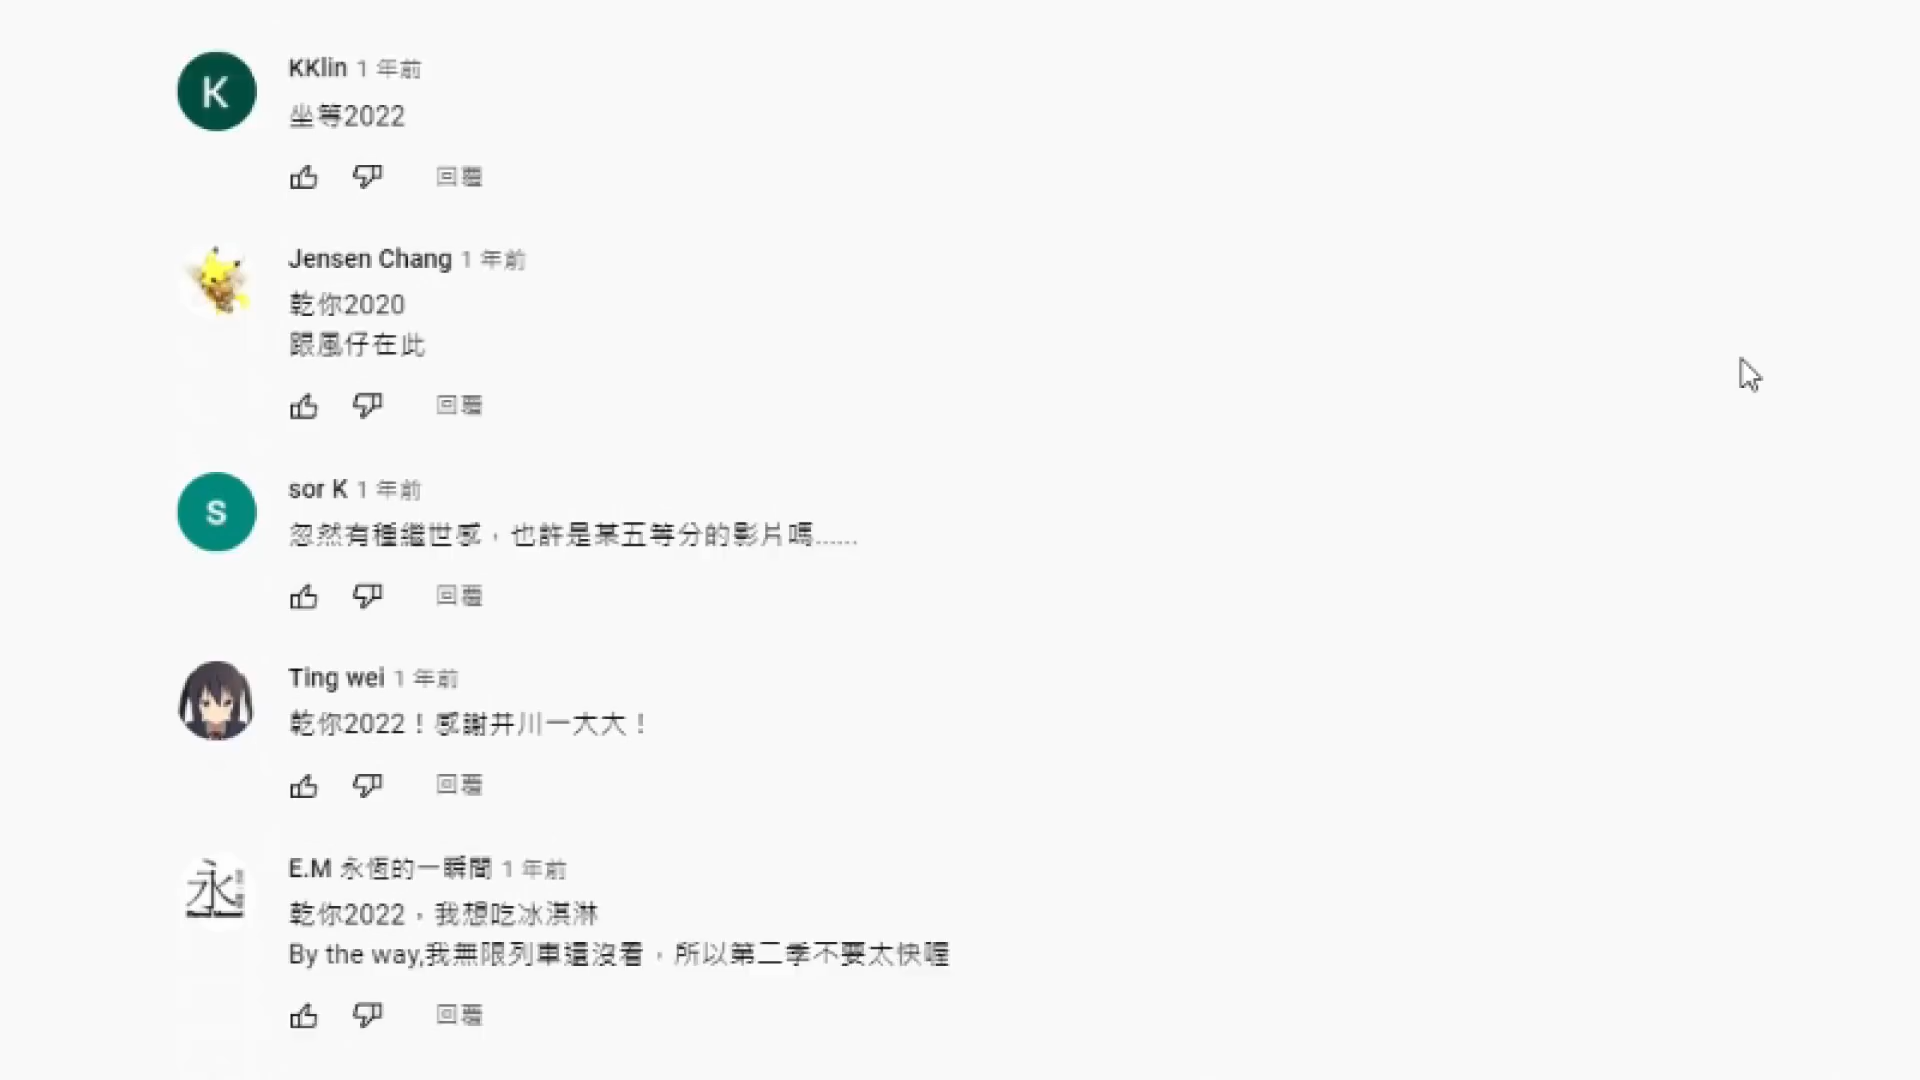 K
KKlin 1 年前
坐等2022
回覆
Jensen Chang 1 年前
乾你2020
跟風仔在此
回覆
S
sor K 1 年前
忽然有種繼世感，也許是某五等分的影片嗎......
回覆
Ting wei 1 年前
乾你2022！感謝井川一大大！
回覆
永
E.M 永恆的一瞬間 1 年前
乾你2022，我想吃冰淇淋
By the way,我無限列車還沒看，所以第二季不要太快喔
回覆